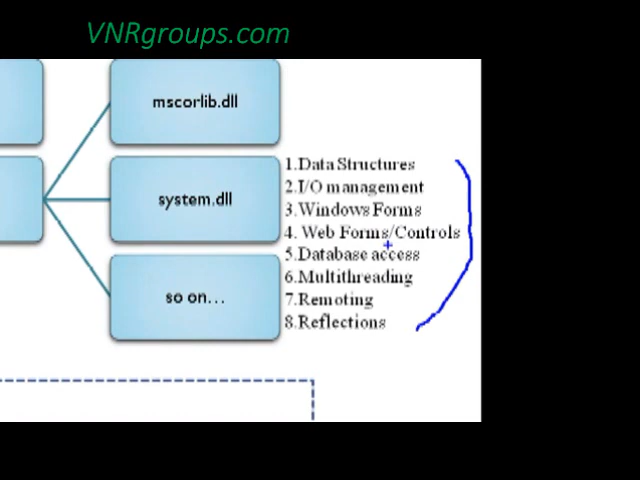 VNRgroups.com
mscorlib.dll
system.dll
so on...
1.Data Structures
2.I/O management
3.Windows Forms
4. Web Forms/Controls
5.Database access
6.Multithreading
7.Remoting
8.Reflections